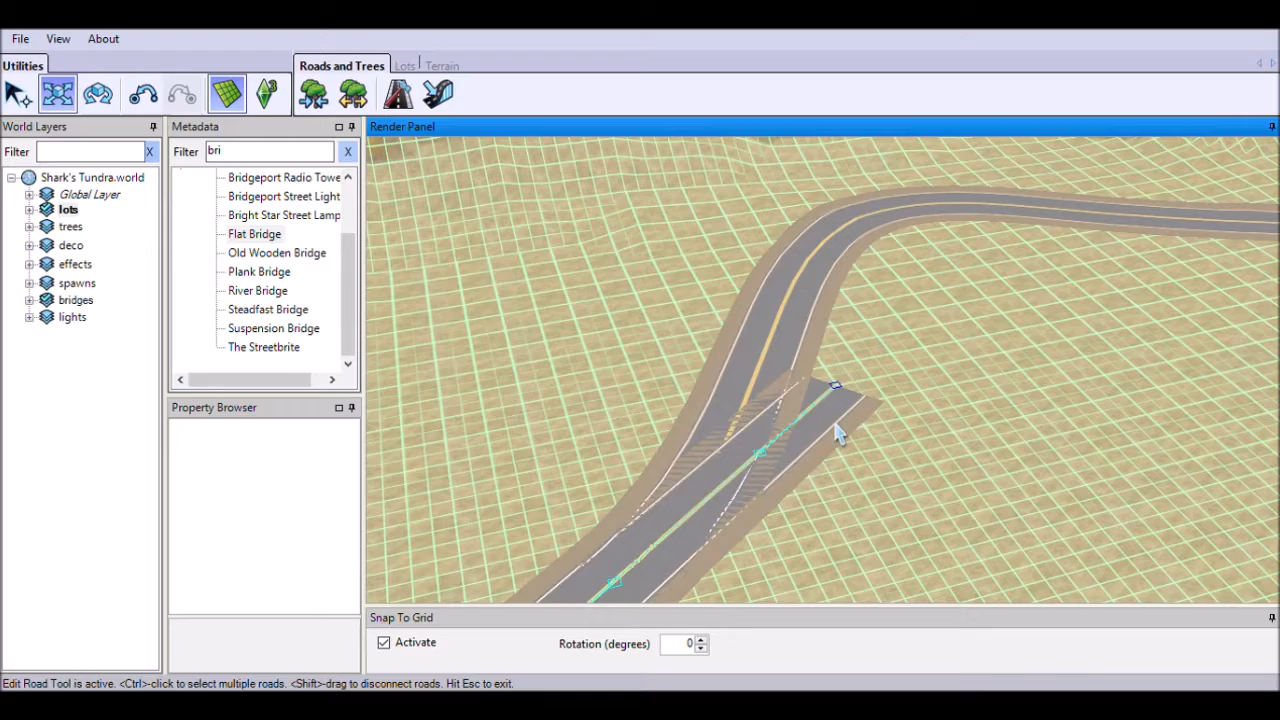 File View About
Utilities
Roads and Trees Lots Terrain
World Layers
Metadata
Render Panel
Filter X
Filter bri X
Shark's Tundra.world
Global Layer
lots
trees
deco
effects
spawns
bridges
lights
Bridgeport Radio Towe
Bridgeport Street Light
Bright Star Street Lamp
Flat Bridge
Old Wooden Bridge
Plank Bridge
River Bridge
Steadfast Bridge
Suspension Bridge
The Streetbrite
Property Browser
Snap To Grid
Activate Rotation (degrees) 0
Edit Road Tool is active. <Ctrl>-click to select multiple roads. <Shift>-drag to disconnect roads. Hit Esc to exit.